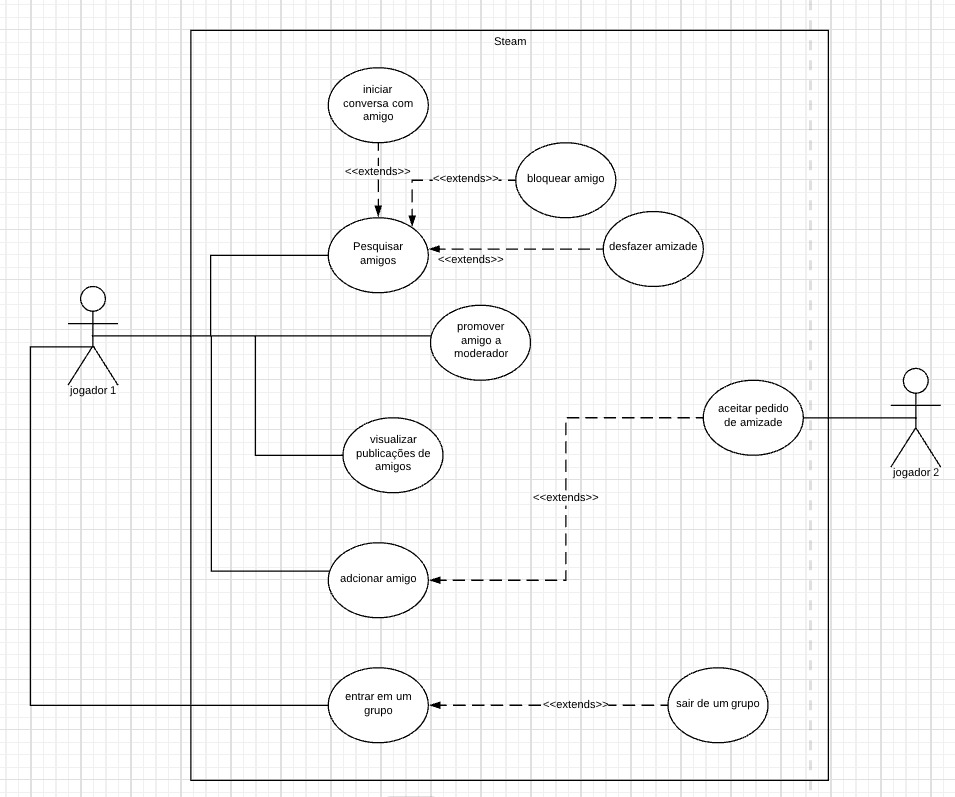 Steam
iniciar
conversa com
amigo
<<extends>>
<<extends>>
bloquear amigo
Pesquisar
amigos
<<extends>>
desfazer amizade
promover
amigo a
moderador
jogador 1
aceitar pedido
de amizade
visualizar
publicações de
amigos
jogador 2
<<extends>>
adcionar amigo
entrar em um
grupo
<<extends>>
sair de um grupo